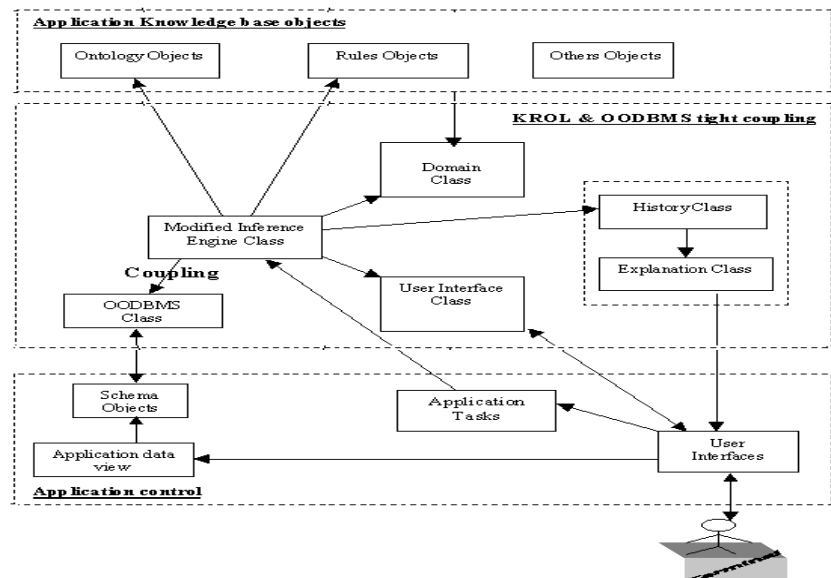 Application Knowledge base objects
Ontology Objects
Rules Objects
Others Objects
KROL & OODBMS tight coupling
Domain
Class
History Class
Modified Inference
Engine Class
Explanation Class
Coupling
User Interface
Class
OODBMS
Class
Schema
Objects
Application
Tasks
User
Interfaces
Application data
view
Application control